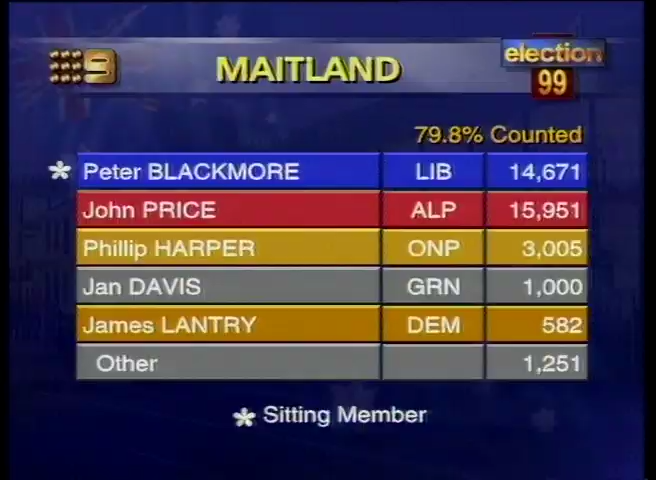 9
MAITLAND
election
99
79.8% Counted
* Peter BLACKMORE LIB 14,671
John PRICE ALP 15,951
Phillip HARPER ONP 3,005
Jan DAVIS GRN 1,000
James LANTRY DEM 582
Other 1,251
* Sitting Member